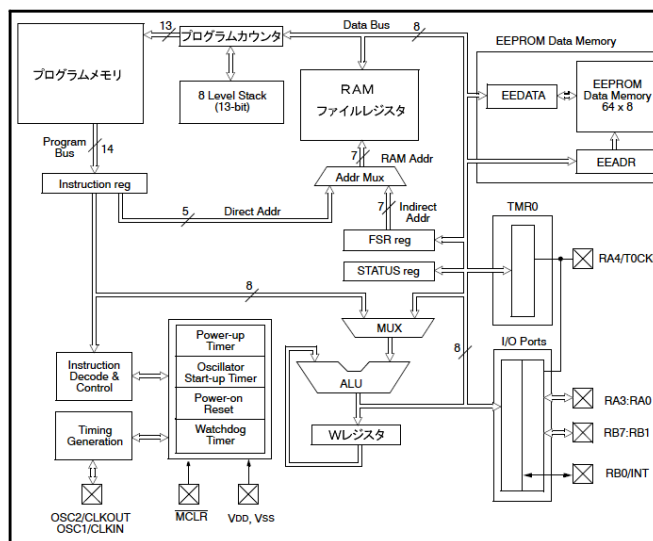 13
プログラムカウンタ
Data Bus
8
プログラムメモリ
8 Level Stack
(13-bit)
RAM
ファイルレジスタ
EEPROM Data Memory
EEDATA
EEPROM
Data Memory
64 x 8
EEADR
Program
Bus
14
7
RAM Addr
Addr Mux
Instruction reg
5
Direct Addr
7
Indirect
Addr
FSR reg
STATUS reg
TMR0
RA4/T0CK
8
MUX
8
I/O Ports
Power-up
Timer
Oscillator
Start-up Timer
Power-on
Reset
Watchdog
Timer
Instruction
Decode &
Control
ALU
Timing
Generation
Wレジスタ
RA3:RA0
RB7:RB1
RB0/INT
OSC2/CLKOUT
OSC1/CLKIN
MCLR
VDD, VSS